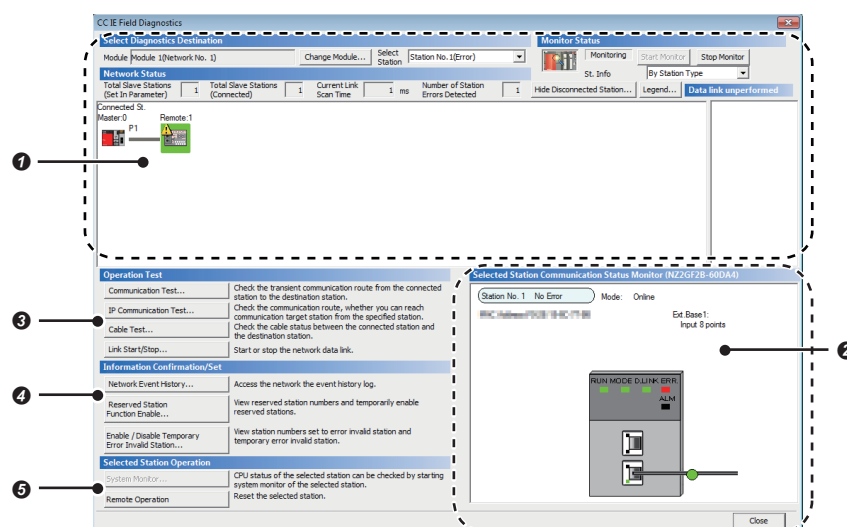 CC IE Field Diagnostics
Select Diagnostics Destination
Monitor Status
Module Module 1(Network No. 1)
Change Module...
Select Station
Station No.1(Error)
Monitoring
Start Monitor
Stop Monitor
St. Info
By Station Type
Network Status
Total Slave Stations (Set In Parameter) 1
Total Slave Stations (Connected) 1
Current Link Scan Time 1 ms
Number of Station Errors Detected 1
Hide Disconnected Station...
Legend...
Data link unperformed
Connected St.
Master:0
Remote:1
P1
1
Operation Test
Communication Test...
Check the transient communication route from the connected
station to the destination station.
IP Communication Test...
Check the communication route, whether you can reach
communication target station from the specified station.
3
Cable Test...
Check the cable status between the connected station and
the destination station.
Link Start/Stop...
Start or stop the network data link.
Information Confirmation/Set
Network Event History...
Access the network the event history log.
4
Reserved Station
Function Enable...
View reserved station numbers and temporarily enable
reserved stations.
Enable / Disable Temporary
Error Invalid Station...
View station numbers set to error invalid station and
temporary error invalid station.
Selected Station Operation
System Monitor...
CPU status of the selected station can be checked by starting
system monitor of the selected station.
5
Remote Operation
Reset the selected station.
Selected Station Communication Status Monitor (NZ2GF2B-60DA4)
Station No. 1 No Error
Mode: Online
Ext.Base1:
Input 8 points
2
RUN MODE D.LINK ERR.
ALM
Close